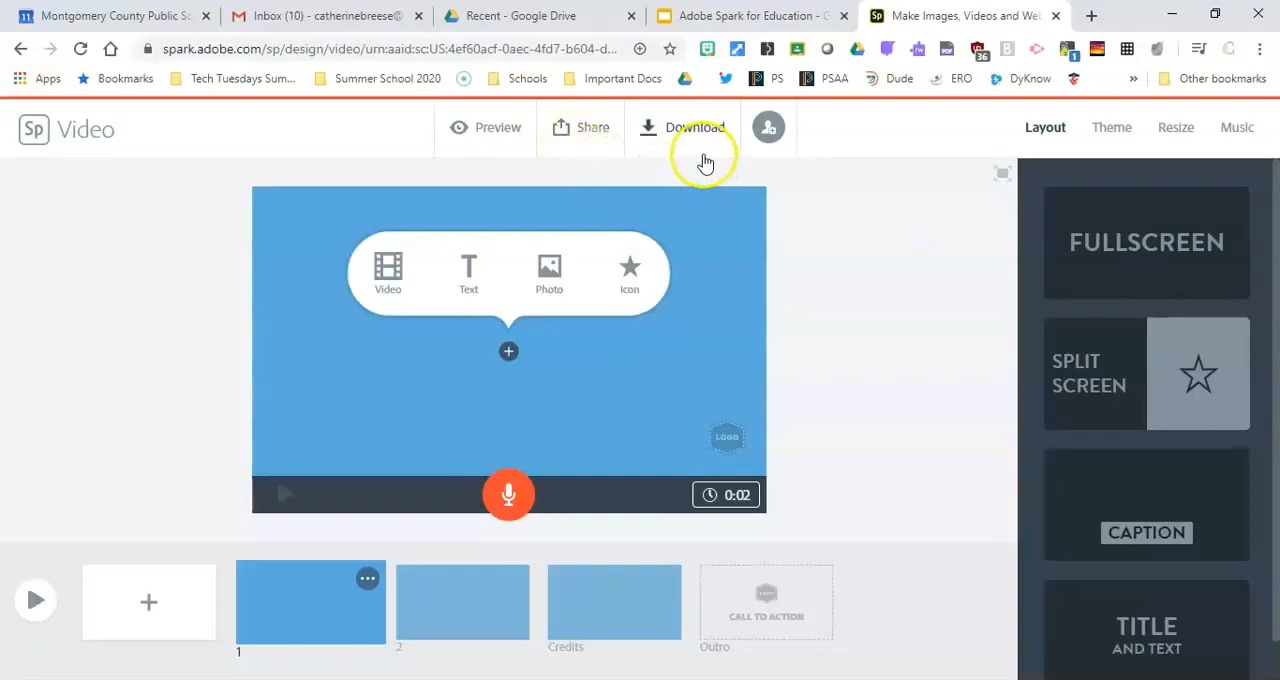 Montgomery County Public Sc
Inbox (10) - catherinebreese@
Recent - Google Drive
Adobe Spark for Education - G
Make Images, Videos and Wel
spark.adobe.com/sp/design/video/urn:aaid:sc:US:4ef60acf-0aec-4fd7-b604-d...
36
1
Apps
Bookmarks
Tech Tuesdays Sum...
Summer School 2020
Schools
Important Docs
PS
PSAA
Dude
ERO
DyKnow
»
Other bookmarks
Sp
Video
Preview
Share
Download
Layout
Theme
Resize
Music
Video
Text
Photo
Icon
LOGO
0:02
FULLSCREEN
SPLIT
SCREEN
CAPTION
TITLE
AND TEXT
CALL TO ACTION
1
2
Credits
Outro